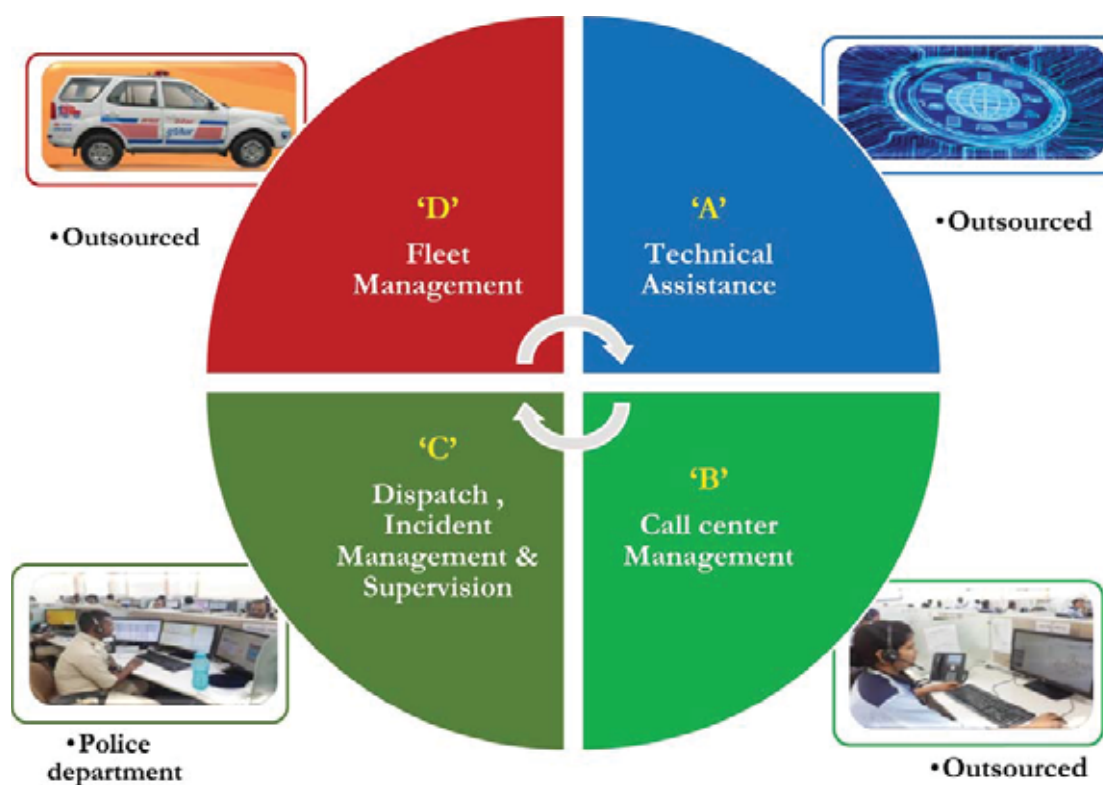 ‘D’
Fleet
Management
•Outsourced
‘A’
Technical
Assistance
•Outsourced
‘C’
Dispatch ,
Incident
Management &
Supervision
•Police
department
‘B’
Call center
Management
•Outsourced